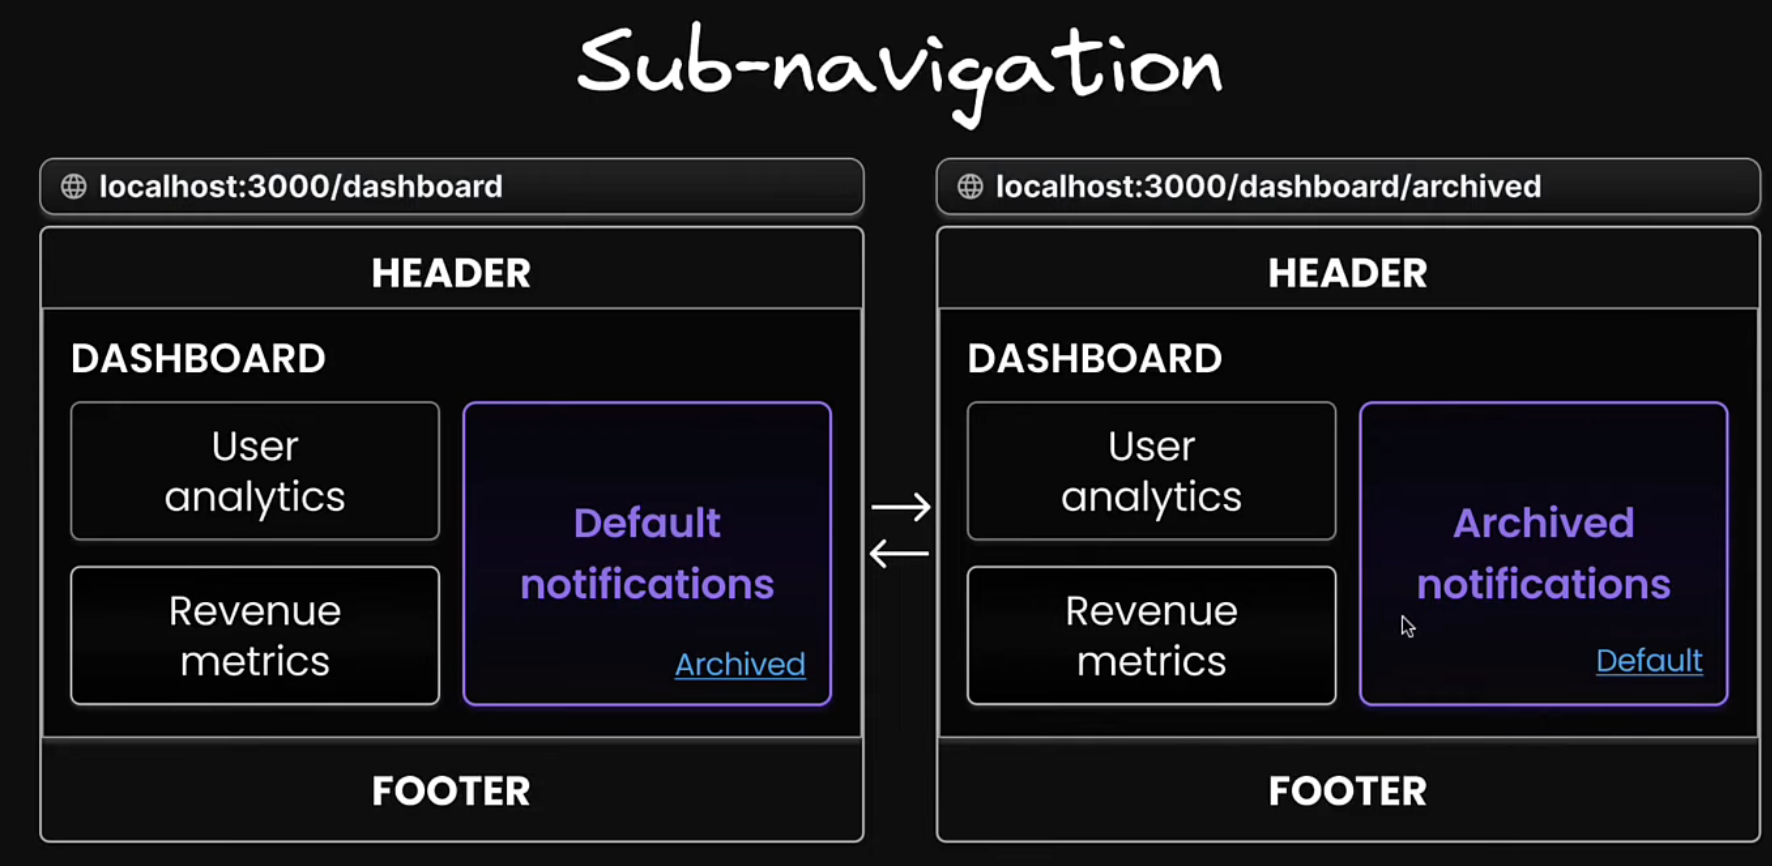 Sub-navigation
localhost:3000/dashboard
HEADER
DASHBOARD
User
analytics
Revenue
metrics
Default
notifications
Archived
FOOTER
localhost:3000/dashboard/archived
HEADER
DASHBOARD
User
analytics
Revenue
metrics
Archived
notifications
Default
FOOTER